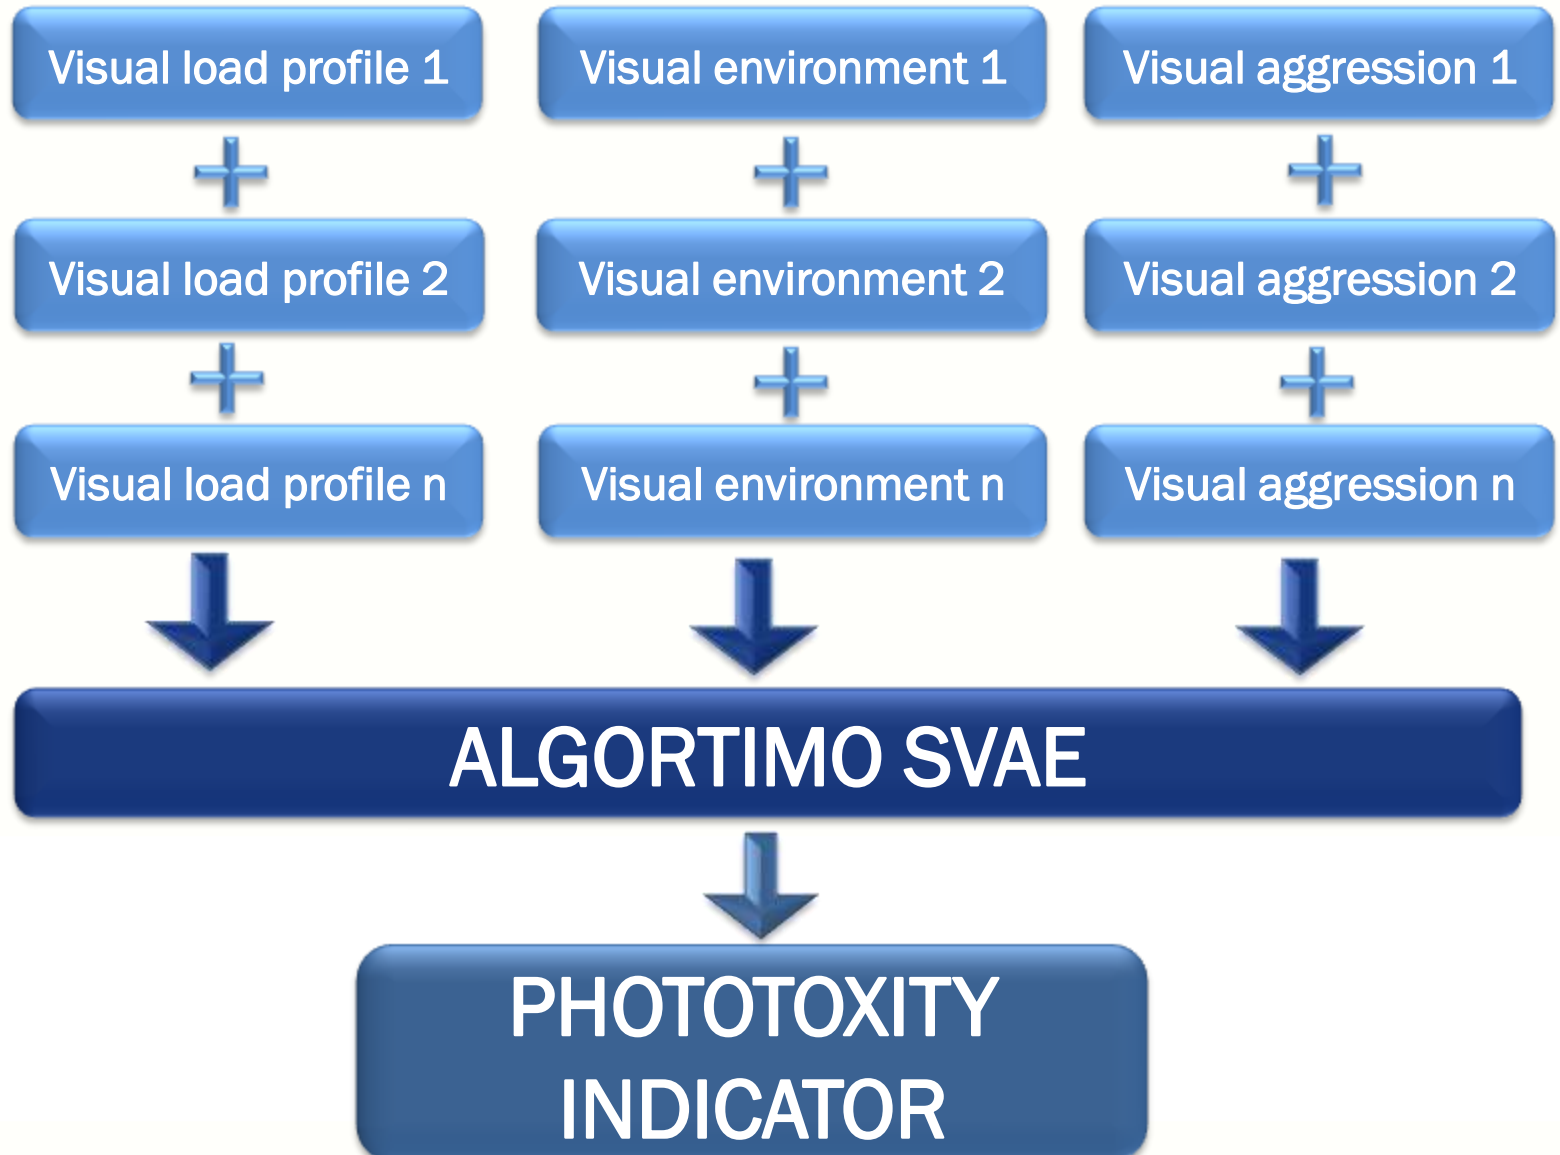 Visual load profile 1
Visual environment 1
Visual aggression 1
Visual load profile 2
Visual environment 2
Visual aggression 2
Visual load profile n
Visual environment n
Visual aggression n
ALGORTIMO SVAE
PHOTOTOXITY
INDICATOR